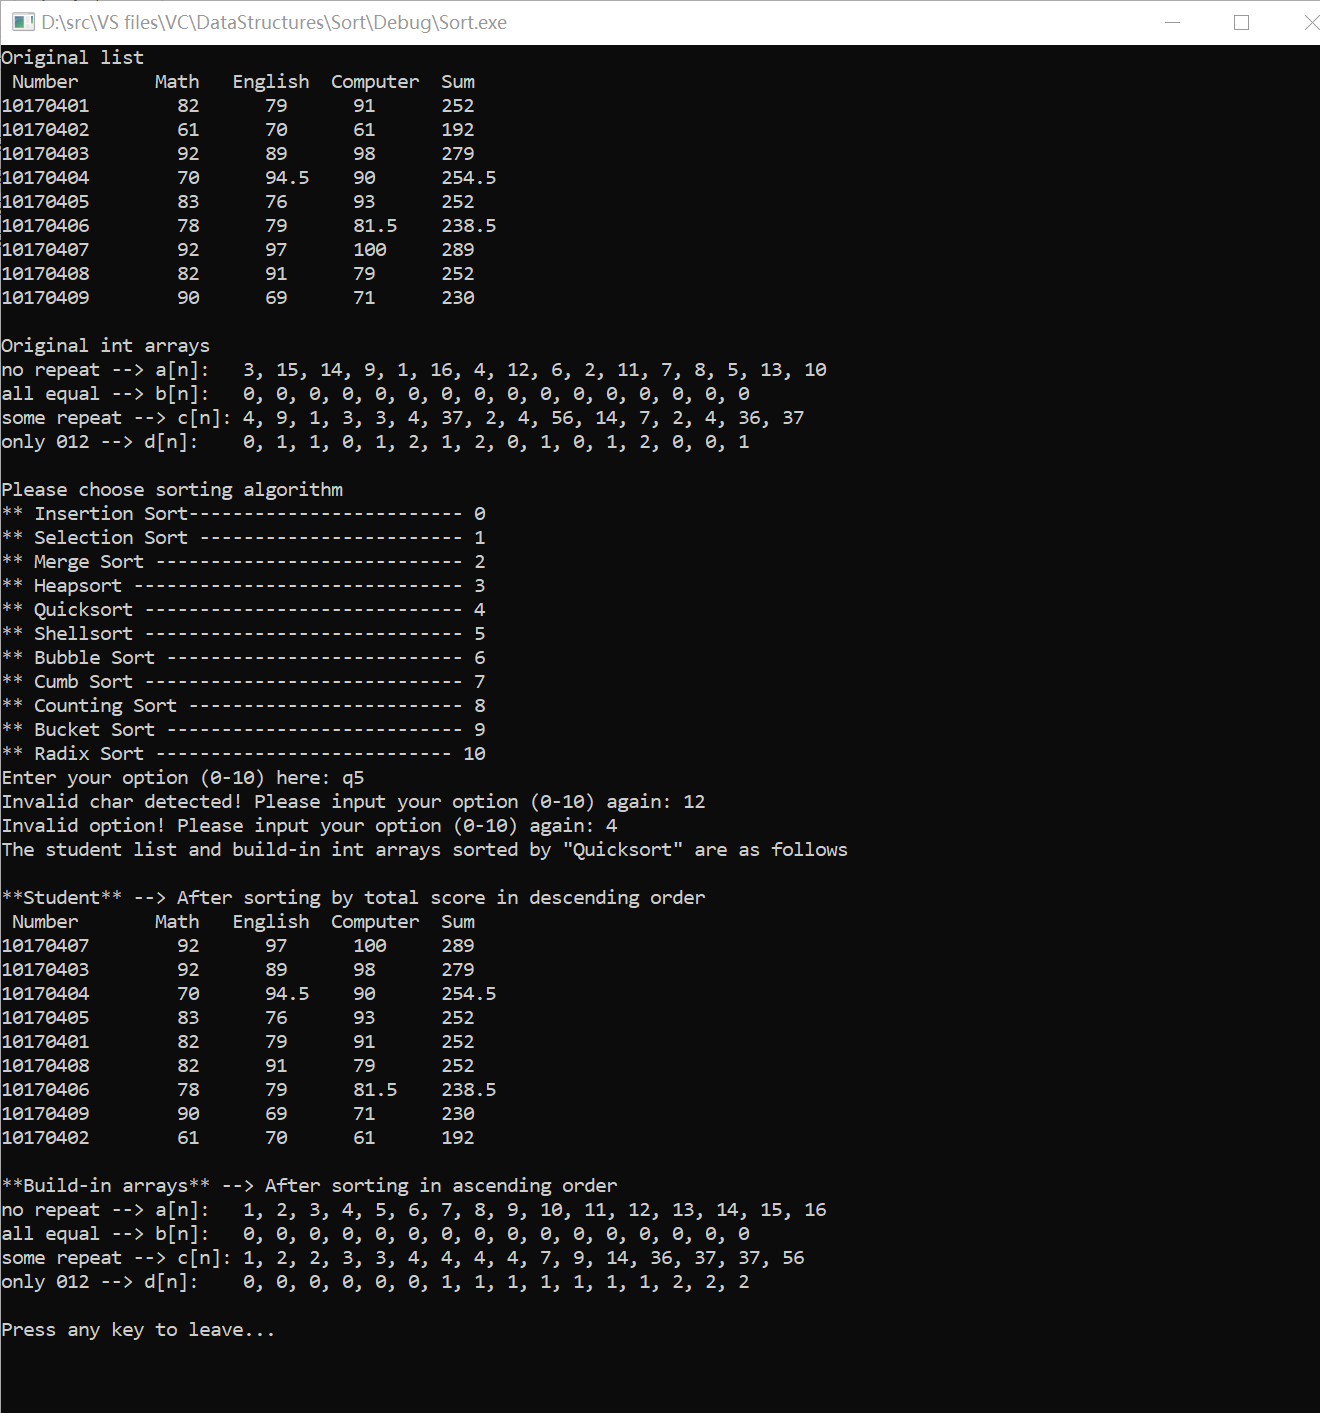 D:\src\VS files\VC\DataStructures\Sort\Debug\Sort.exe
Original list
 Number       Math   English  Computer  Sum
10170401        82      79      91      252
10170402        61      70      61      192
10170403        92      89      98      279
10170404        70      94.5    90      254.5
10170405        83      76      93      252
10170406        78      79      81.5    238.5
10170407        92      97      100     289
10170408        82      91      79      252
10170409        90      69      71      230

Original int arrays
no repeat --> a[n]:   3, 15, 14, 9, 1, 16, 4, 12, 6, 2, 11, 7, 8, 5, 13, 10
all equal --> b[n]:   0, 0, 0, 0, 0, 0, 0, 0, 0, 0, 0, 0, 0, 0, 0, 0
some repeat --> c[n]: 4, 9, 1, 3, 3, 4, 37, 2, 4, 56, 14, 7, 2, 4, 36, 37
only 012 --> d[n]:    0, 1, 1, 0, 1, 2, 1, 2, 0, 1, 0, 1, 2, 0, 0, 1

Please choose sorting algorithm
** Insertion Sort------------------------- 0
** Selection Sort ------------------------ 1
** Merge Sort ---------------------------- 2
** Heapsort ------------------------------ 3
** Quicksort ----------------------------- 4
** Shellsort ----------------------------- 5
** Bubble Sort --------------------------- 6
** Cumb Sort ----------------------------- 7
** Counting Sort ------------------------- 8
** Bucket Sort --------------------------- 9
** Radix Sort --------------------------- 10
Enter your option (0-10) here: q5
Invalid char detected! Please input your option (0-10) again: 12
Invalid option! Please input your option (0-10) again: 4
The student list and build-in int arrays sorted by "Quicksort" are as follows

**Student** --> After sorting by total score in descending order
 Number       Math   English  Computer  Sum
10170407        92      97      100     289
10170403        92      89      98      279
10170404        70      94.5    90      254.5
10170405        83      76      93      252
10170401        82      79      91      252
10170408        82      91      79      252
10170406        78      79      81.5    238.5
10170409        90      69      71      230
10170402        61      70      61      192

**Build-in arrays** --> After sorting in ascending order
no repeat --> a[n]:   1, 2, 3, 4, 5, 6, 7, 8, 9, 10, 11, 12, 13, 14, 15, 16
all equal --> b[n]:   0, 0, 0, 0, 0, 0, 0, 0, 0, 0, 0, 0, 0, 0, 0, 0
some repeat --> c[n]: 1, 2, 2, 3, 3, 4, 4, 4, 4, 7, 9, 14, 36, 37, 37, 56
only 012 --> d[n]:    0, 0, 0, 0, 0, 0, 1, 1, 1, 1, 1, 1, 1, 2, 2, 2

Press any key to leave...